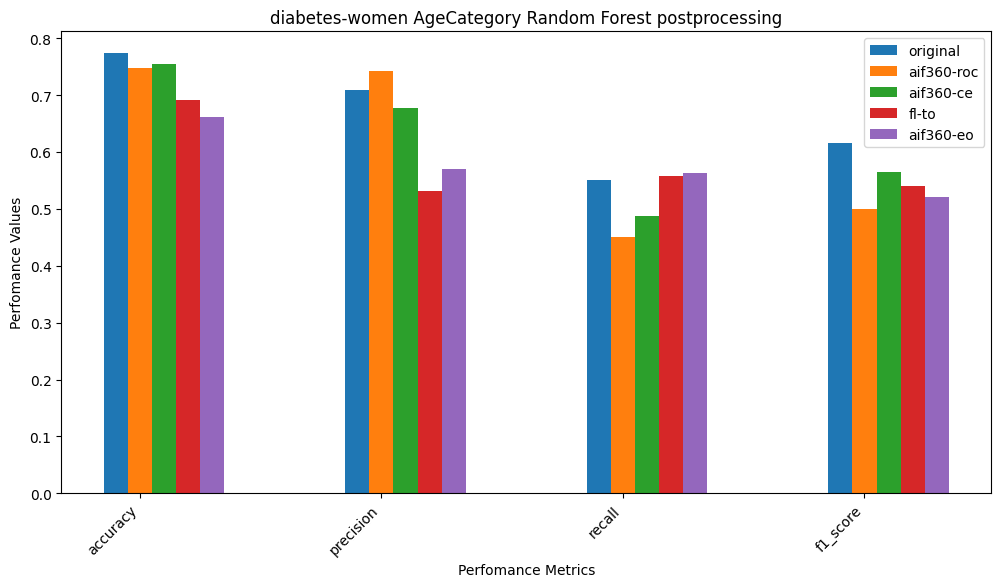 diabetes-women AgeCategory Random Forest postprocessing
original
aif360-roc
aif360-ce
fl-to
aif360-eo
Perfomance Values
0.8
0.7
0.6
0.5
0.4
0.3
0.2
0.1
0.0
accuracy
precision
recall
f1_score
Perfomance Metrics